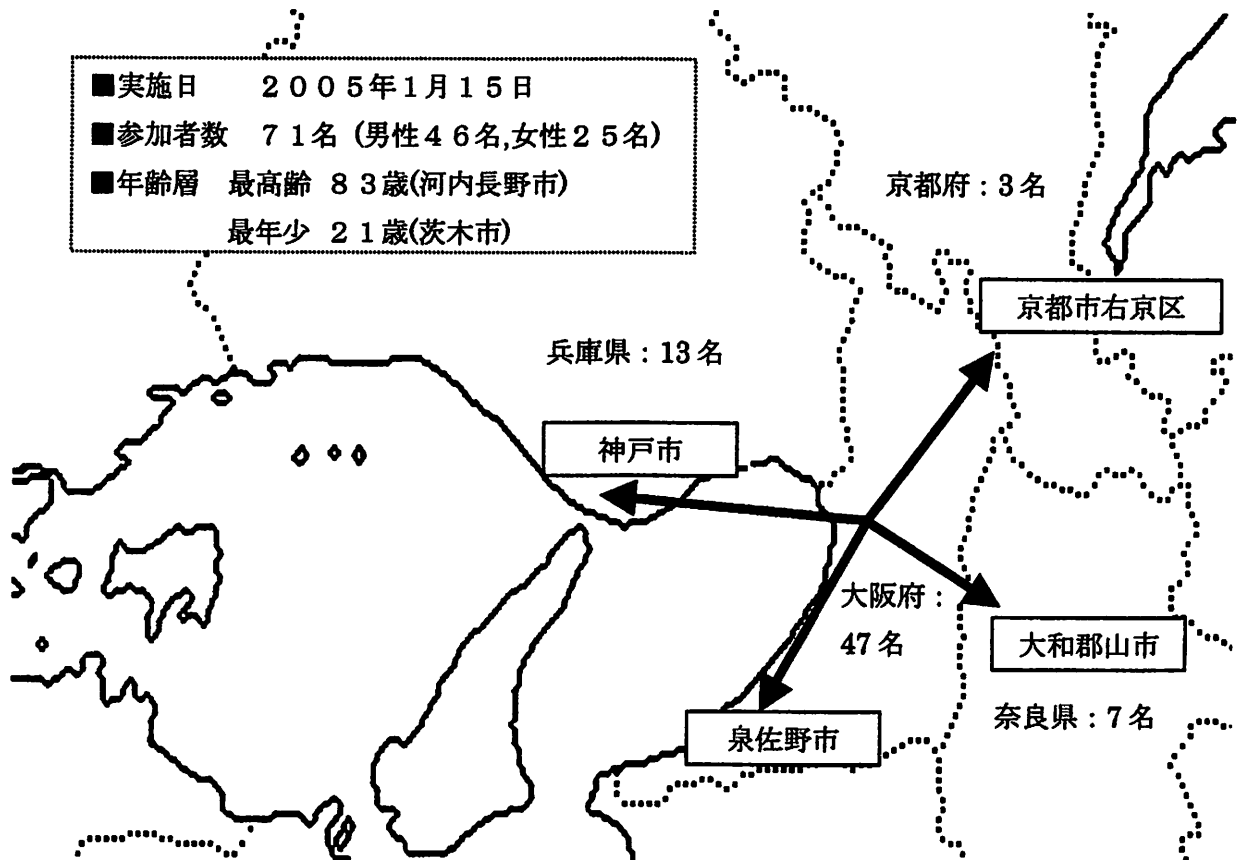 ■実施日　２００５年１月１５日
■参加者数　７１名（男性４６名,女性２５名）
■年齢層　最高齢　８３歳(河内長野市)
最年少　２１歳(茨木市)
京都府：3名
京都市右京区
兵庫県：13名
神戸市
大阪府：
47名
大和郡山市
奈良県：7名
泉佐野市